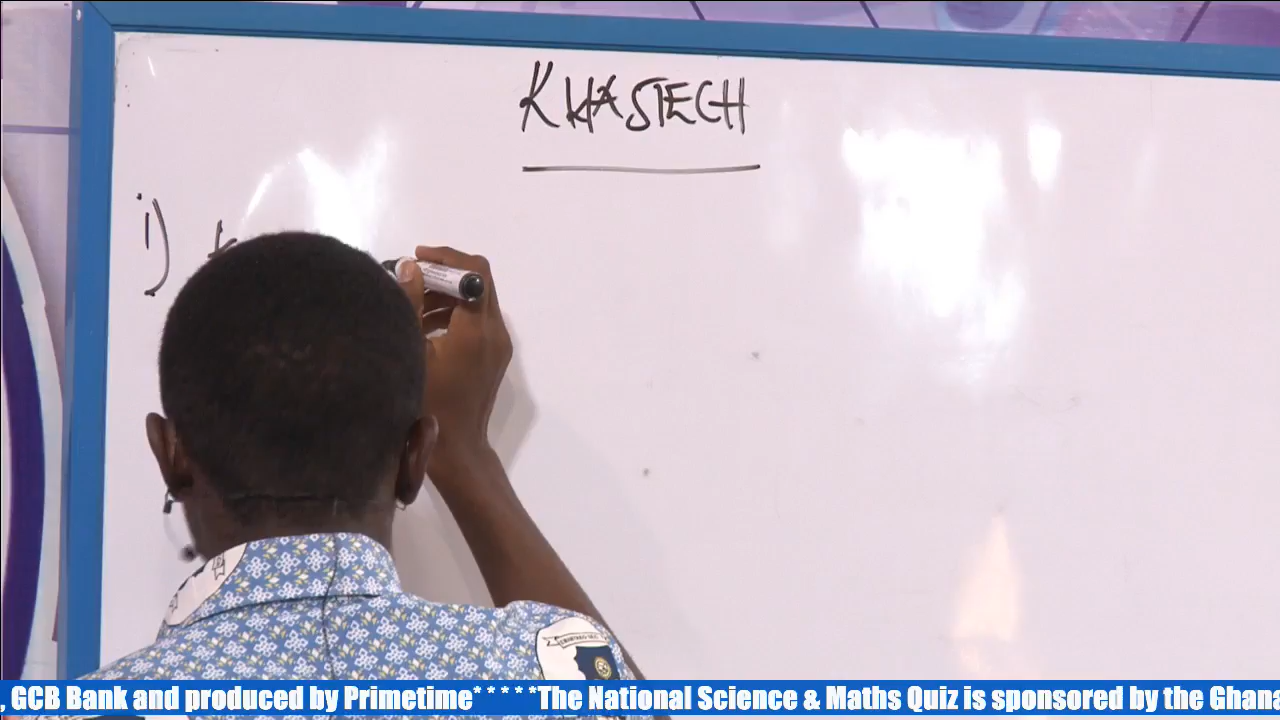 KHASTECH
i)
, GCB Bank and produced by Primetime* * * * *The National Science & Maths Quiz is sponsored by the Ghana